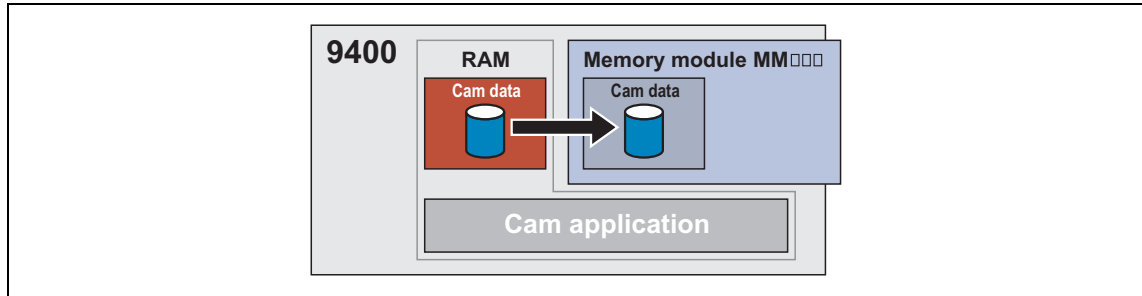 9400
RAM
Memory module MM□□□
Cam data
Cam data
Cam application